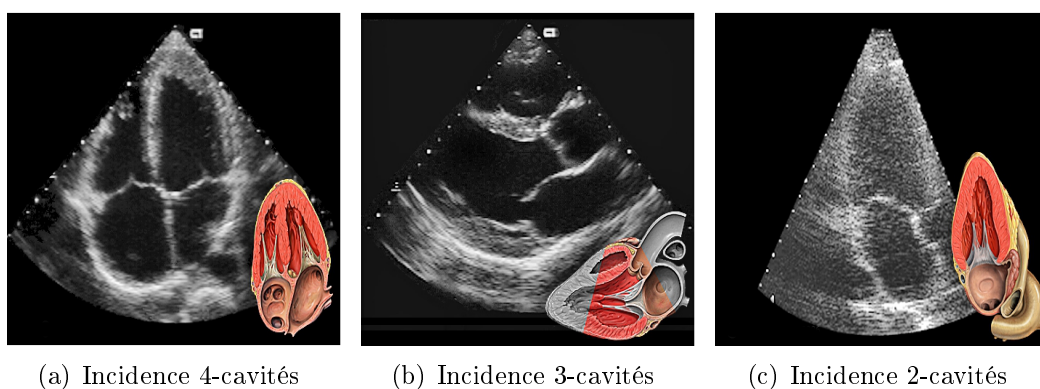 (a) Incidence 4-cavités
(b) Incidence 3-cavités
(c) Incidence 2-cavités